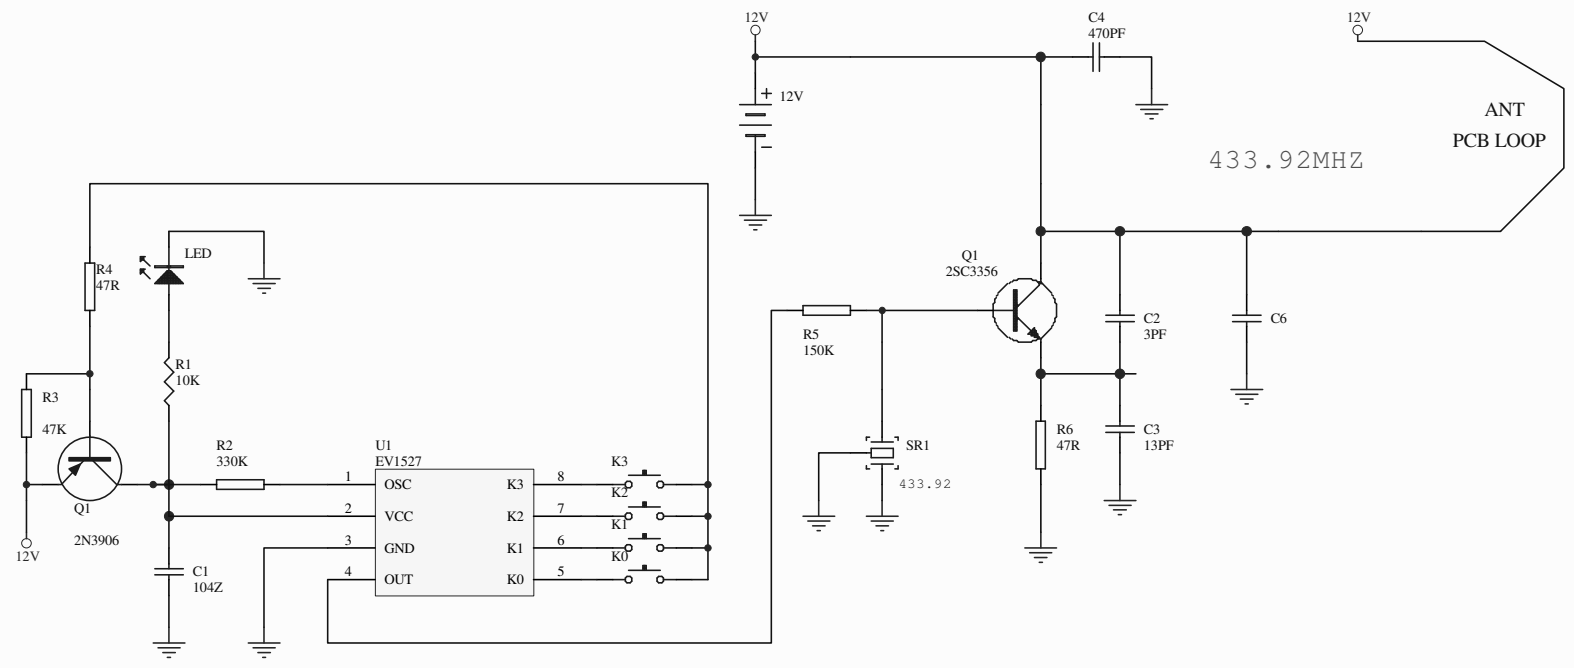 12V
C4
470PF
12V
+ 12V
−
ANT
PCB LOOP
433.92MHZ
LED
R4
47R
Q1
2SC3356
R5
150K
C2
3PF
C6
R1
10K
R3
47K
R2
330K
U1
EV1527
R6
47R
C3
13PF
SR1
433.92
Q1
2N3906
12V
C1
104Z
1 OSC K3 8 K3
2 VCC K2 7 K2
3 GND K1 6 K1
4 OUT K0 5 K0